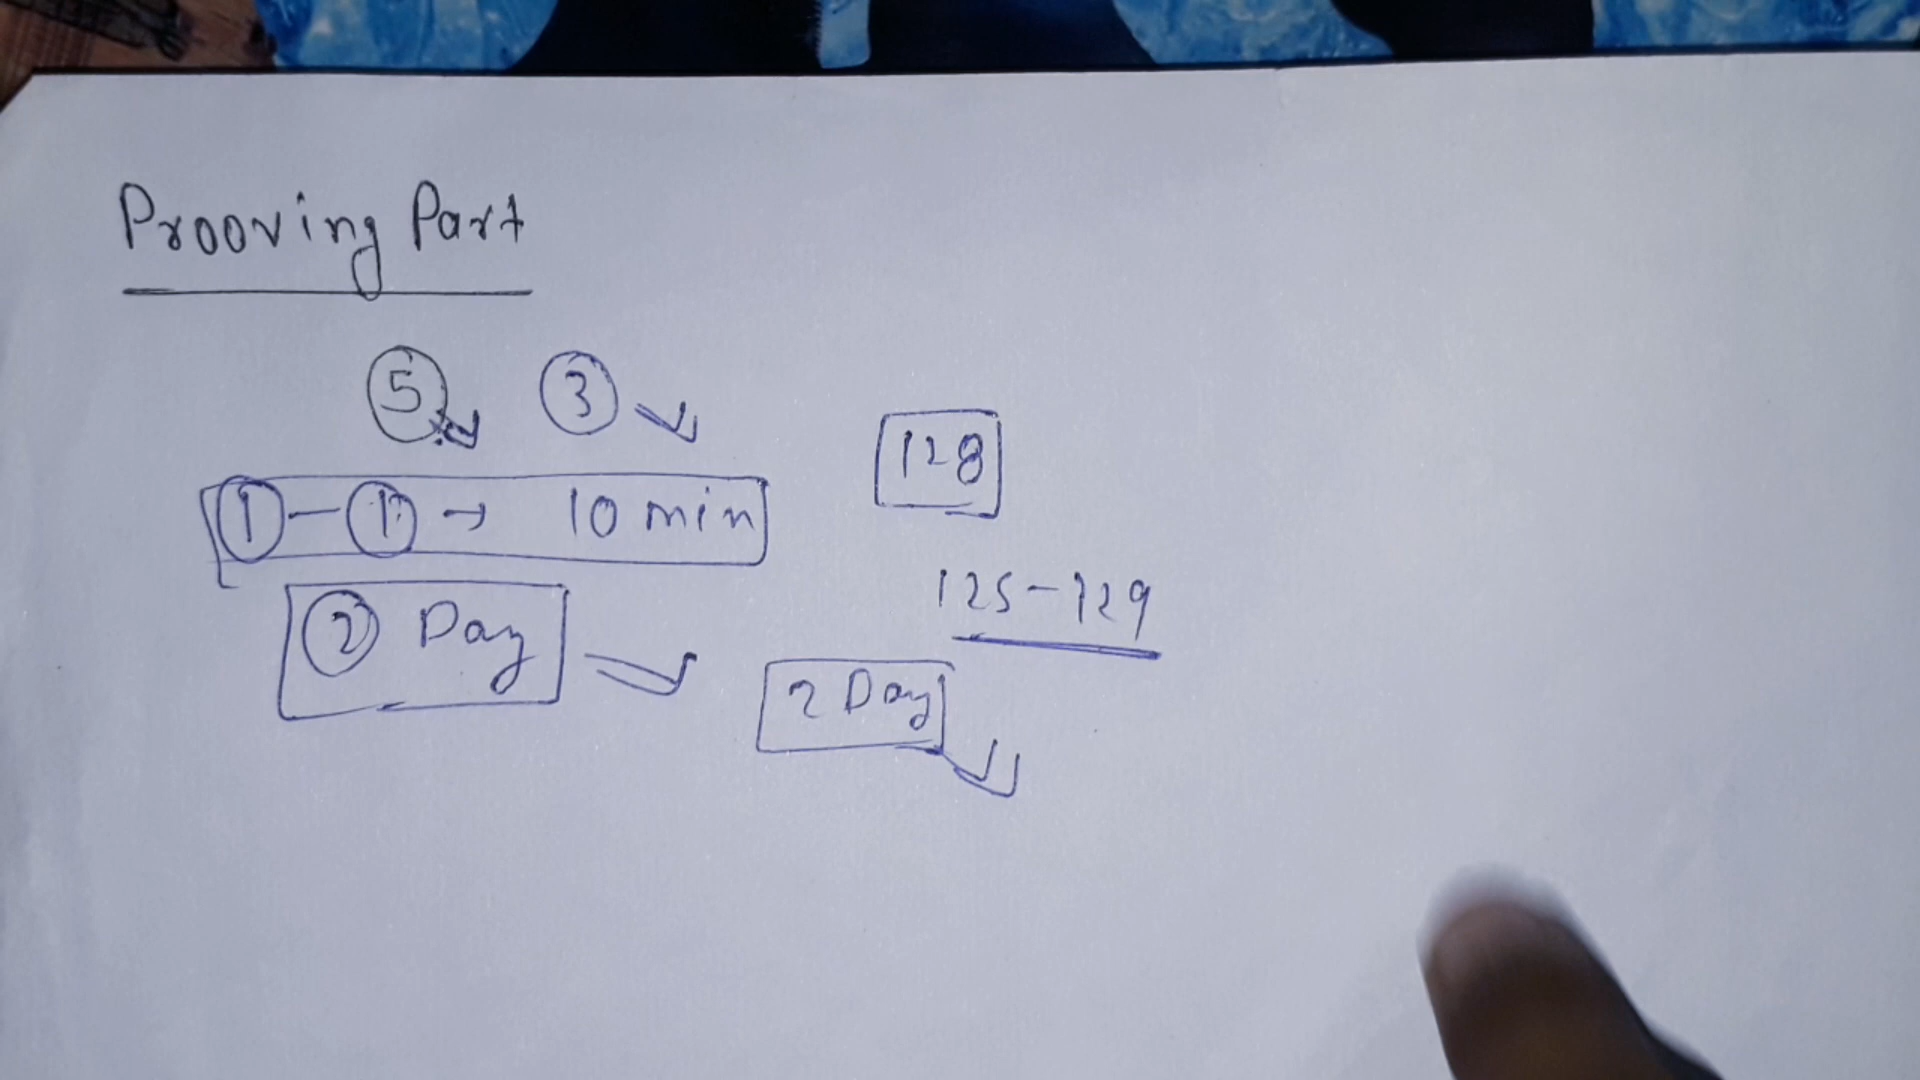 Prooving Part
5 3
128
1 - 1 → 10 min
125-129
2 Day
2 Day